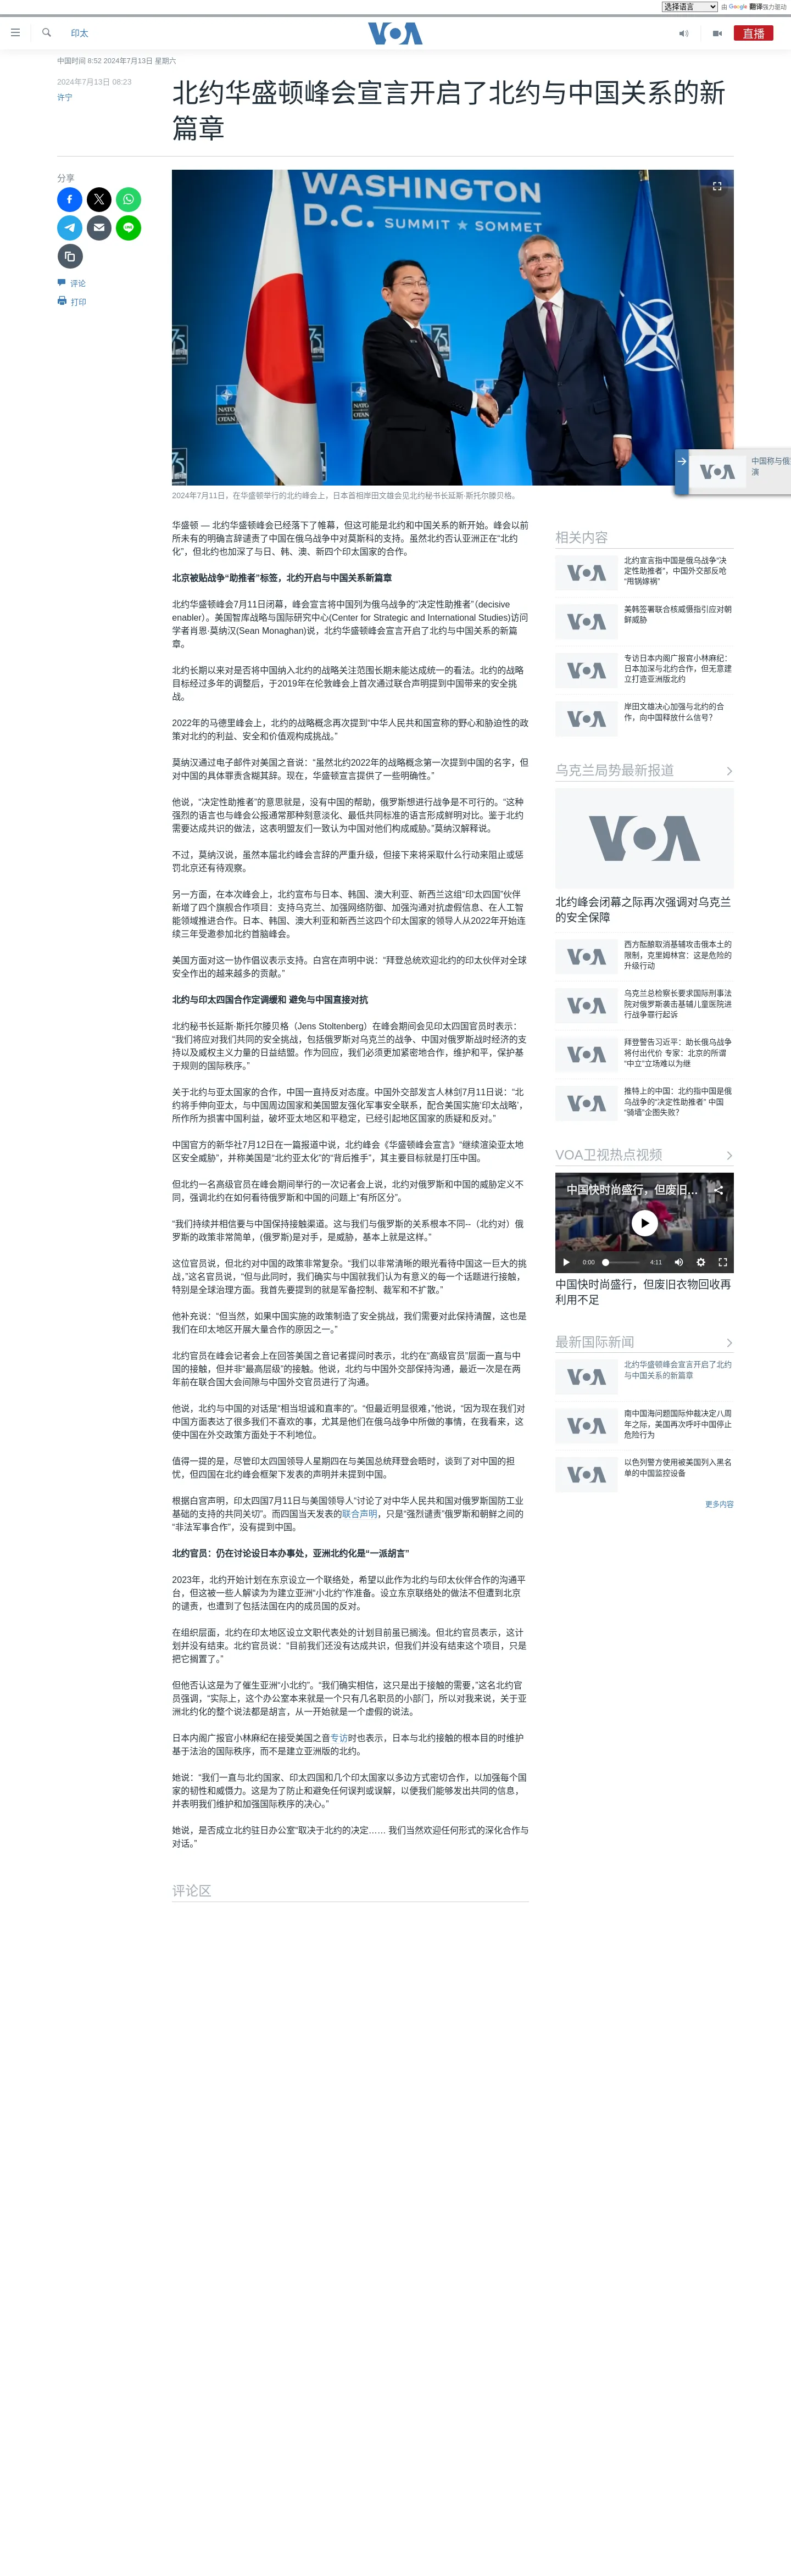 选择语言
由 Google 翻译强力驱动
印太
VOA
直播
中国时间 8:52 2024年7月13日 星期六
2024年7月13日 08:23
许宁
北约华盛顿峰会宣言开启了北约与中国关系的新
篇章
分享
评论
打印
WASHINGTON
D.C. SUMMIT • SOMMET
NATO
OTAN
2024年7月11日，在华盛顿举行的北约峰会上，日本首相岸田文雄会见北约秘书长延斯·斯托尔滕贝格。
VOA
中国称与俄
演
华盛顿 — 北约华盛顿峰会已经落下了帷幕，但这可能是北约和中国关系的新开始。峰会以前
所未有的明确言辞谴责了中国在俄乌战争中对莫斯科的支持。虽然北约否认亚洲正在“北约
化”，但北约也加深了与日、韩、澳、新四个印太国家的合作。
北京被贴战争“助推者”标签，北约开启与中国关系新篇章
北约华盛顿峰会7月11日闭幕，峰会宣言将中国列为俄乌战争的“决定性助推者”（decisive
enabler）。美国智库战略与国际研究中心(Center for Strategic and International Studies)访问
学者肖恩·莫纳汉(Sean Monaghan)说，北约华盛顿峰会宣言开启了北约与中国关系的新篇
章。
北约长期以来对是否将中国纳入北约的战略关注范围长期未能达成统一的看法。北约的战略
目标经过多年的调整后，于2019年在伦敦峰会上首次通过联合声明提到中国带来的安全挑
战。
2022年的马德里峰会上，北约的战略概念再次提到“中华人民共和国宣称的野心和胁迫性的政
策对北约的利益、安全和价值观构成挑战。”
莫纳汉通过电子邮件对美国之音说：“虽然北约2022年的战略概念第一次提到中国的名字，但
对中国的具体罪责含糊其辞。现在，华盛顿宣言提供了一些明确性。”
他说，“决定性助推者”的意思就是，没有中国的帮助，俄罗斯想进行战争是不可行的。“这种
强烈的语言也与峰会公报通常那种刻意淡化、最低共同标准的语言形成鲜明对比。鉴于北约
需要达成共识的做法，这表明盟友们一致认为中国对他们构成威胁。”莫纳汉解释说。
不过，莫纳汉说，虽然本届北约峰会言辞的严重升级，但接下来将采取什么行动来阻止或惩
罚北京还有待观察。
另一方面，在本次峰会上，北约宣布与日本、韩国、澳大利亚、新西兰这组“印太四国”伙伴
新增了四个旗舰合作项目：支持乌克兰、加强网络防御、加强沟通对抗虚假信息、在人工智
能领域推进合作。日本、韩国、澳大利亚和新西兰这四个印太国家的领导人从2022年开始连
续三年受邀参加北约首脑峰会。
美国方面对这一协作倡议表示支持。白宫在声明中说：“拜登总统欢迎北约的印太伙伴对全球
安全作出的越来越多的贡献。”
北约与印太四国合作定调缓和 避免与中国直接对抗
北约秘书长延斯·斯托尔滕贝格（Jens Stoltenberg）在峰会期间会见印太四国官员时表示：
“我们将应对我们共同的安全挑战，包括俄罗斯对乌克兰的战争、中国对俄罗斯战时经济的支
持以及威权主义力量的日益结盟。作为回应，我们必须更加紧密地合作，维护和平，保护基
于规则的国际秩序。”
关于北约与亚太国家的合作，中国一直持反对态度。中国外交部发言人林剑7月11日说：“北
约将手伸向亚太，与中国周边国家和美国盟友强化军事安全联系，配合美国实施‘印太战略’，
所作所为损害中国利益，破坏亚太地区和平稳定，已经引起地区国家的质疑和反对。”
中国官方的新华社7月12日在一篇报道中说，北约峰会《华盛顿峰会宣言》“继续渲染亚太地
区安全威胁”，并称美国是“北约亚太化”的“背后推手”，其主要目标就是打压中国。
但北约一名高级官员在峰会期间举行的一次记者会上说，北约对俄罗斯和中国的威胁定义不
同，强调北约在如何看待俄罗斯和中国的问题上“有所区分”。
“我们持续并相信要与中国保持接触渠道。这与我们与俄罗斯的关系根本不同--（北约对）俄
罗斯的政策非常简单，(俄罗斯)是对手，是威胁，基本上就是这样。”
这位官员说，但北约对中国的政策非常复杂。“我们以非常清晰的眼光看待中国这一巨大的挑
战，”这名官员说，“但与此同时，我们确实与中国就我们认为有意义的每一个话题进行接触，
特别是全球治理方面。我首先要提到的就是军备控制、裁军和不扩散。”
他补充说：“但当然，如果中国实施的政策制造了安全挑战，我们需要对此保持清醒，这也是
我们在印太地区开展大量合作的原因之一。”
北约官员在峰会记者会上在回答美国之音记者提问时表示，北约在“高级官员”层面一直与中
国的接触，但并非“最高层级”的接触。他说，北约与中国外交部保持沟通，最近一次是在两
年前在联合国大会间隙与中国外交官员进行了沟通。
他说，北约与中国的对话是“相当坦诚和直率的”。“但最近明显很难，”他说，“因为现在我们对
中国方面表达了很多我们不喜欢的事，尤其是他们在俄乌战争中所做的事情，在我看来，这
使中国在外交政策方面处于不利地位。
值得一提的是，尽管印太四国领导人星期四在与美国总统拜登会晤时，谈到了对中国的担
忧，但四国在北约峰会框架下发表的声明并未提到中国。
根据白宫声明，印太四国7月11日与美国领导人“讨论了对中华人民共和国对俄罗斯国防工业
基础的支持的共同关切”。而四国当天发表的联合声明，只是“强烈谴责”俄罗斯和朝鲜之间的
“非法军事合作”，没有提到中国。
北约官员：仍在讨论设日本办事处，亚洲北约化是“一派胡言”
2023年，北约开始计划在东京设立一个联络处，希望以此作为北约与印太伙伴合作的沟通平
台，但这被一些人解读为为建立亚洲“小北约”作准备。设立东京联络处的做法不但遭到北京
的谴责，也遭到了包括法国在内的成员国的反对。
在组织层面，北约在印太地区设立文职代表处的计划目前虽已搁浅。但北约官员表示，这计
划并没有结束。北约官员说：“目前我们还没有达成共识，但我们并没有结束这个项目，只是
把它搁置了。”
但他否认这是为了催生亚洲“小北约”。“我们确实相信，这只是出于接触的需要，”这名北约官
员强调，“实际上，这个办公室本来就是一个只有几名职员的小部门，所以对我来说，关于亚
洲北约化的整个说法都是胡言，从一开始就是一个虚假的说法。
日本内阁广报官小林麻纪在接受美国之音专访时也表示，日本与北约接触的根本目的时维护
基于法治的国际秩序，而不是建立亚洲版的北约。
她说：“我们一直与北约国家、印太四国和几个印太国家以多边方式密切合作，以加强每个国
家的韧性和威慑力。这是为了防止和避免任何误判或误解，以便我们能够发出共同的信息，
并表明我们维护和加强国际秩序的决心。”
她说，是否成立北约驻日办公室“取决于北约的决定…… 我们当然欢迎任何形式的深化合作与
对话。”
评论区
相关内容
北约宣言指中国是俄乌战争“决
定性助推者”，中国外交部反呛
“甩锅嫁祸”
美韩签署联合核威慑指引应对朝
鲜威胁
专访日本内阁广报官小林麻纪：
日本加深与北约合作，但无意建
立打造亚洲版北约
岸田文雄决心加强与北约的合
作，向中国释放什么信号？
乌克兰局势最新报道
VOA
北约峰会闭幕之际再次强调对乌克兰
的安全保障
西方酝酿取消基辅攻击俄本土的
限制，克里姆林宫：这是危险的
升级行动
乌克兰总检察长要求国际刑事法
院对俄罗斯袭击基辅儿童医院进
行战争罪行起诉
拜登警告习近平：助长俄乌战争
将付出代价 专家：北京的所谓
“中立”立场难以为继
推特上的中国：北约指中国是俄
乌战争的“决定性助推者” 中国
“骑墙”企图失败？
VOA卫视热点视频
中国快时尚盛行，但废旧...
0:00
4:11
中国快时尚盛行，但废旧衣物回收再
利用不足
最新国际新闻
北约华盛顿峰会宣言开启了北约
与中国关系的新篇章
南中国海问题国际仲裁决定八周
年之际，美国再次呼吁中国停止
危险行为
以色列警方使用被美国列入黑名
单的中国监控设备
更多内容